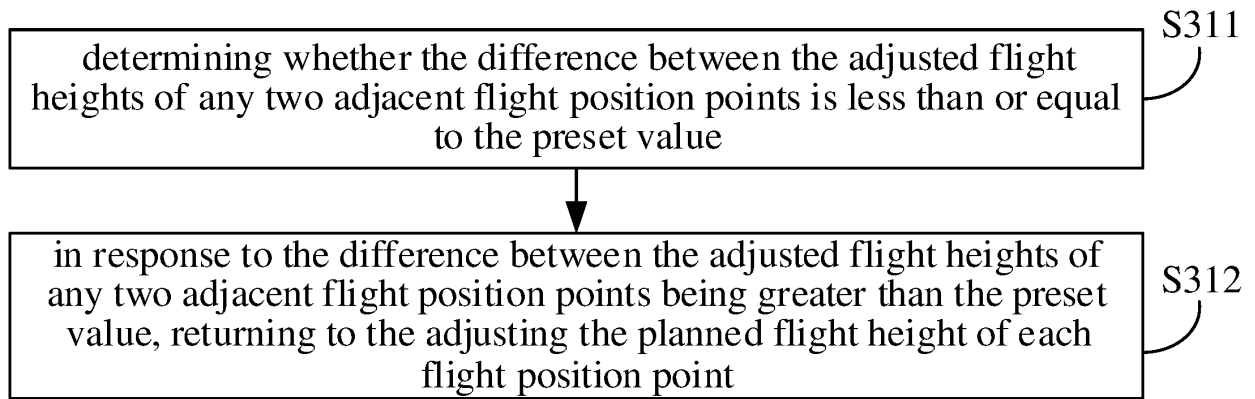 S311
determining whether the difference between the adjusted flight
heights of any two adjacent flight position points is less than or equal
to the preset value
in response to the difference between the adjusted flight heights of
any two adjacent flight position points being greater than the preset
value, returning to the adjusting the planned flight height of each
flight position point
S312